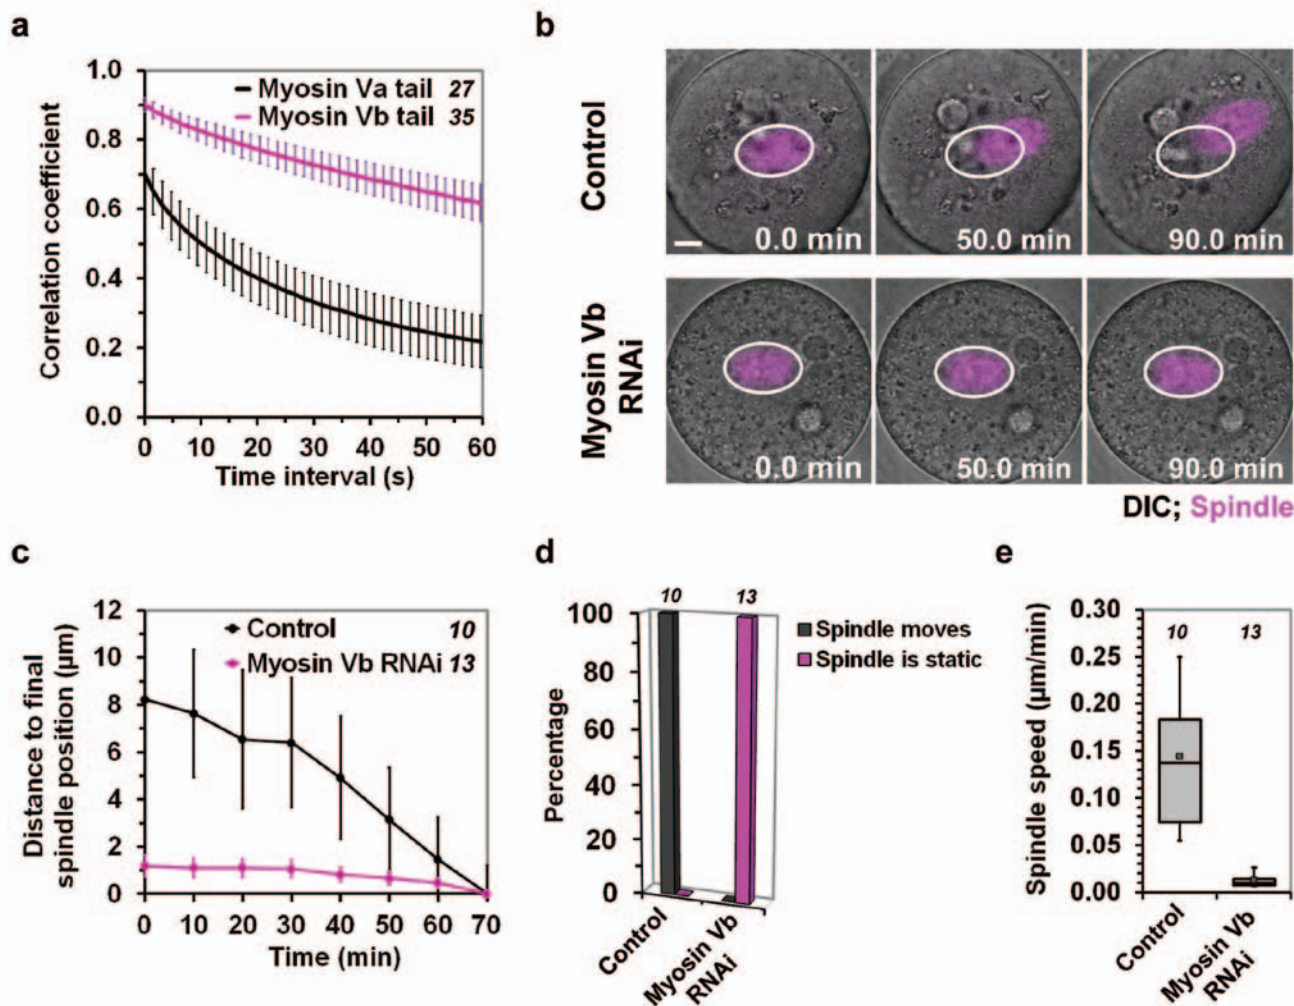 a
Correlation coefficient
1.0
0.8
0.6
0.4
0.2
0.0
Myosin Va tail 27
Myosin Vb tail 35
0 10 20 30 40 50 60
Time interval (s)
b
Control
0.0 min 50.0 min 90.0 min
Myosin Vb
RNAi
0.0 min 50.0 min 90.0 min
DIC; Spindle
c
Distance to final
spindle position (µm)
12
10
8
6
4
2
0
Control 10
Myosin Vb RNAi 13
0 10 20 30 40 50 60 70
Time (min)
d
Percentage
100
80
60
40
20
0
10 13
Spindle moves
Spindle is static
Control
Myosin Vb
RNAi
e
Spindle speed (µm/min)
0.30
0.25
0.20
0.15
0.10
0.05
0.00
10 13
Control
Myosin Vb
RNAi